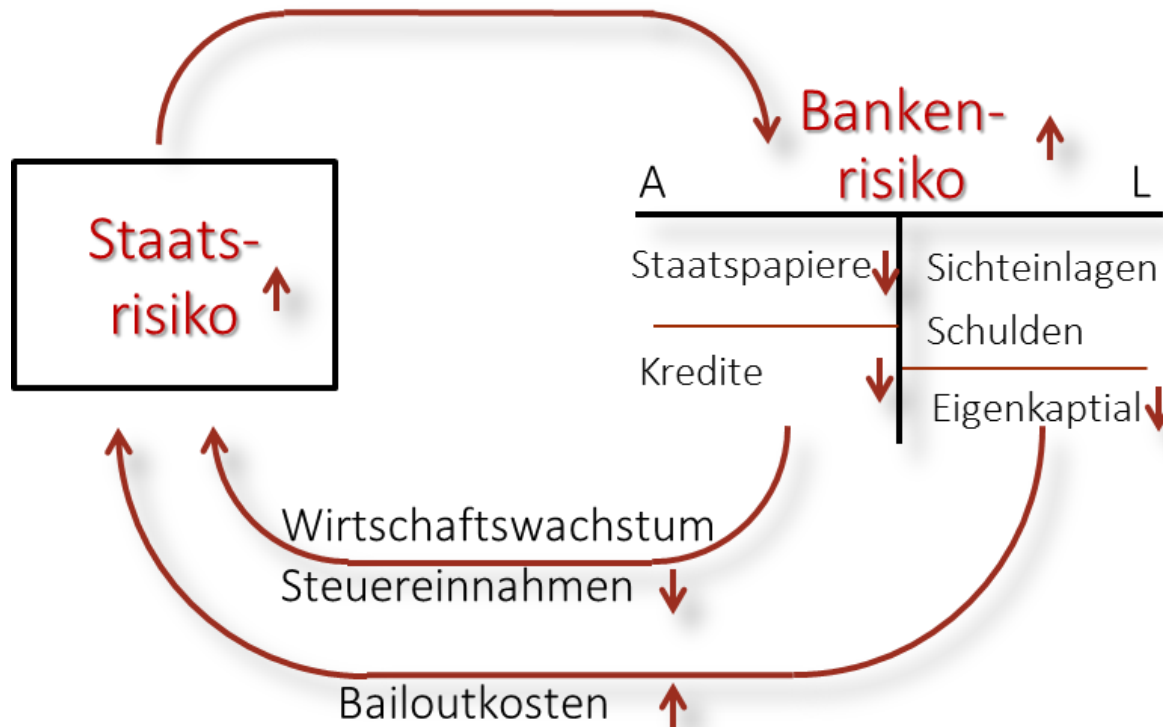 Banken-
risiko
A
L
Staats-
risiko
Staatspapiere
Sichteinlagen
Schulden
Kredite
Eigenkaptial
Wirtschaftswachstum
Steuereinnahmen
Bailoutkosten